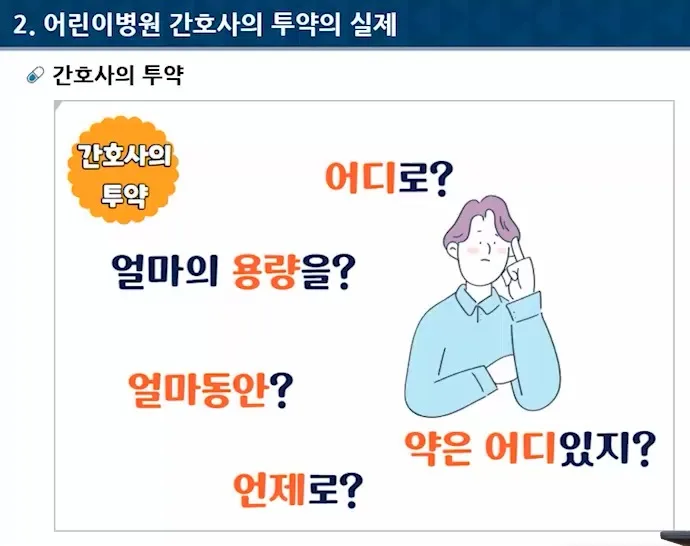 2. 어린이병원 간호사의 투약의 실제
간호사의 투약
간호사의
투약
어디로?
얼마의 용량을?
얼마동안?
약은 어디있지?
언제로?